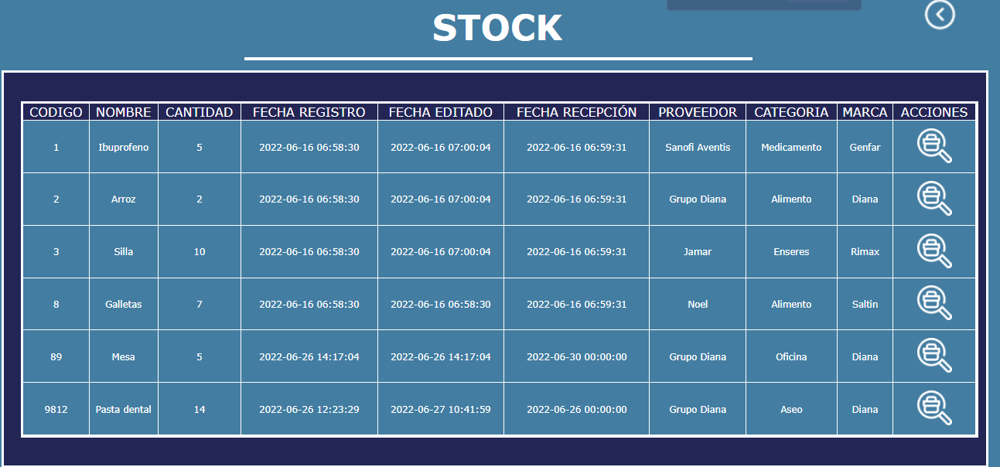 STOCK
CODIGO NOMBRE CANTIDAD FECHA REGISTRO FECHA EDITADO FECHA RECEPCIÓN PROVEEDOR CATEGORIA MARCA ACCIONES
1 Ibuprofeno 5 2022-06-16 06:58:30 2022-06-16 07:00:04 2022-06-16 06:59:31 Sanofi Aventis Medicamento Genfar
2 Arroz 2 2022-06-16 06:58:30 2022-06-16 07:00:04 2022-06-16 06:59:31 Grupo Diana Alimento Diana
3 Silla 10 2022-06-16 06:58:30 2022-06-16 07:00:04 2022-06-16 06:59:31 Jamar Enseres Rimax
8 Galletas 7 2022-06-16 06:58:30 2022-06-16 06:58:30 2022-06-16 06:59:31 Noel Alimento Saltin
89 Mesa 5 2022-06-26 14:17:04 2022-06-26 14:17:04 2022-06-30 00:00:00 Grupo Diana Oficina Diana
9812 Pasta dental 14 2022-06-26 12:23:29 2022-06-27 10:41:59 2022-06-26 00:00:00 Grupo Diana Aseo Diana